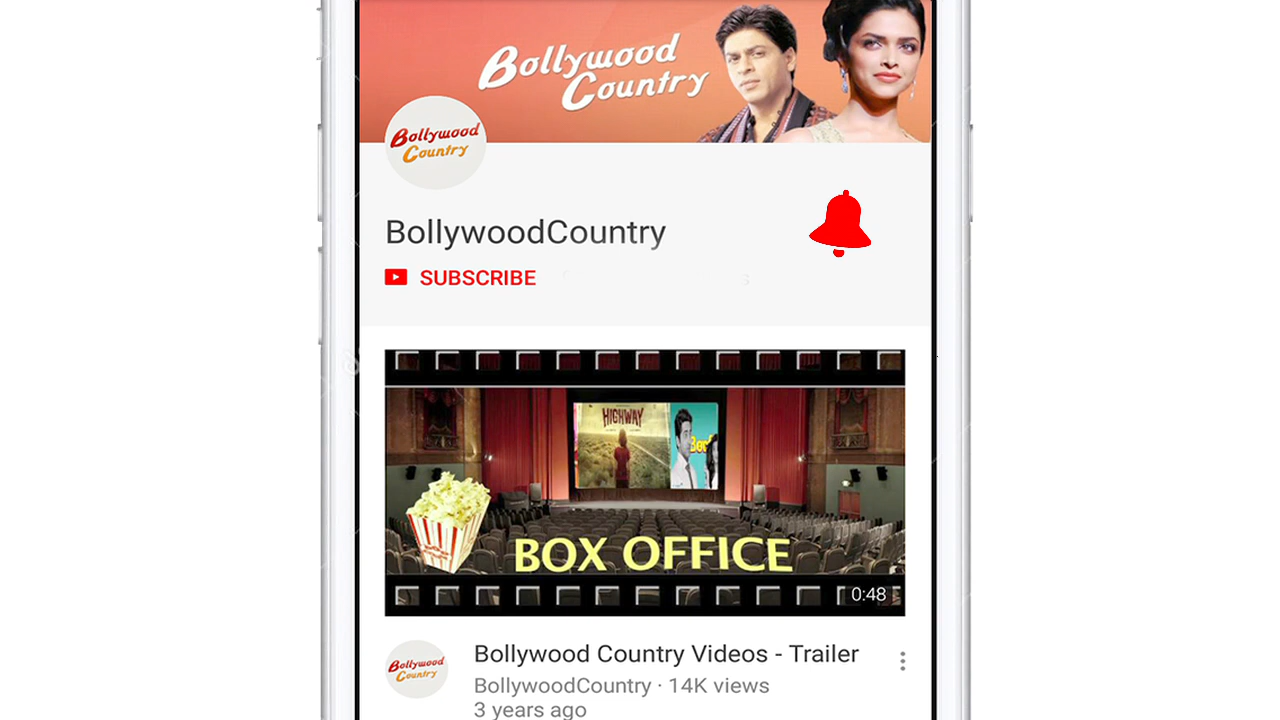 Bollywood
Country
Bollywood
Country
BollywoodCountry
SUBSCRIBE
HIGHWAY
BOX OFFICE
0:48
Bollywood
Country
Bollywood Country Videos - Trailer
BollywoodCountry · 14K views
3 years ago